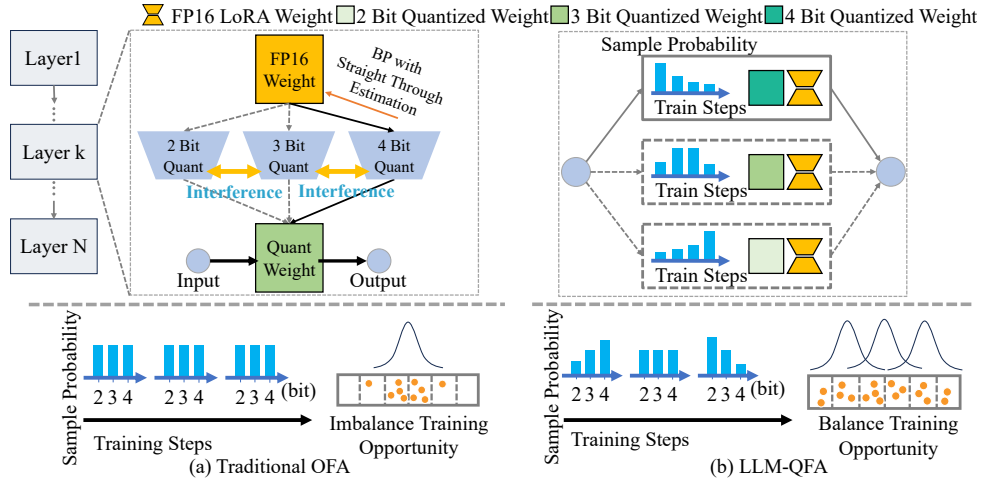 FP16 LoRA Weight 2 Bit Quantized Weight 3 Bit Quantized Weight 4 Bit Quantized Weight
Layer1
Layer k
Layer N
FP16
Weight
BP with
Straight Through
Estimation
2 Bit
Quant
3 Bit
Quant
4 Bit
Quant
Interference
Interference
Quant
Weight
Input
Output
Sample Probability
Train Steps
Train Steps
Train Steps
Sample Probability
2 3 4
2 3 4
2 3 4
(bit)
Training Steps
Imbalance Training
Opportunity
(a) Traditional OFA
Sample Probability
2 3 4
2 3 4
2 3 4
(bit)
Training Steps
Balance Training
Opportunity
(b) LLM-QFA